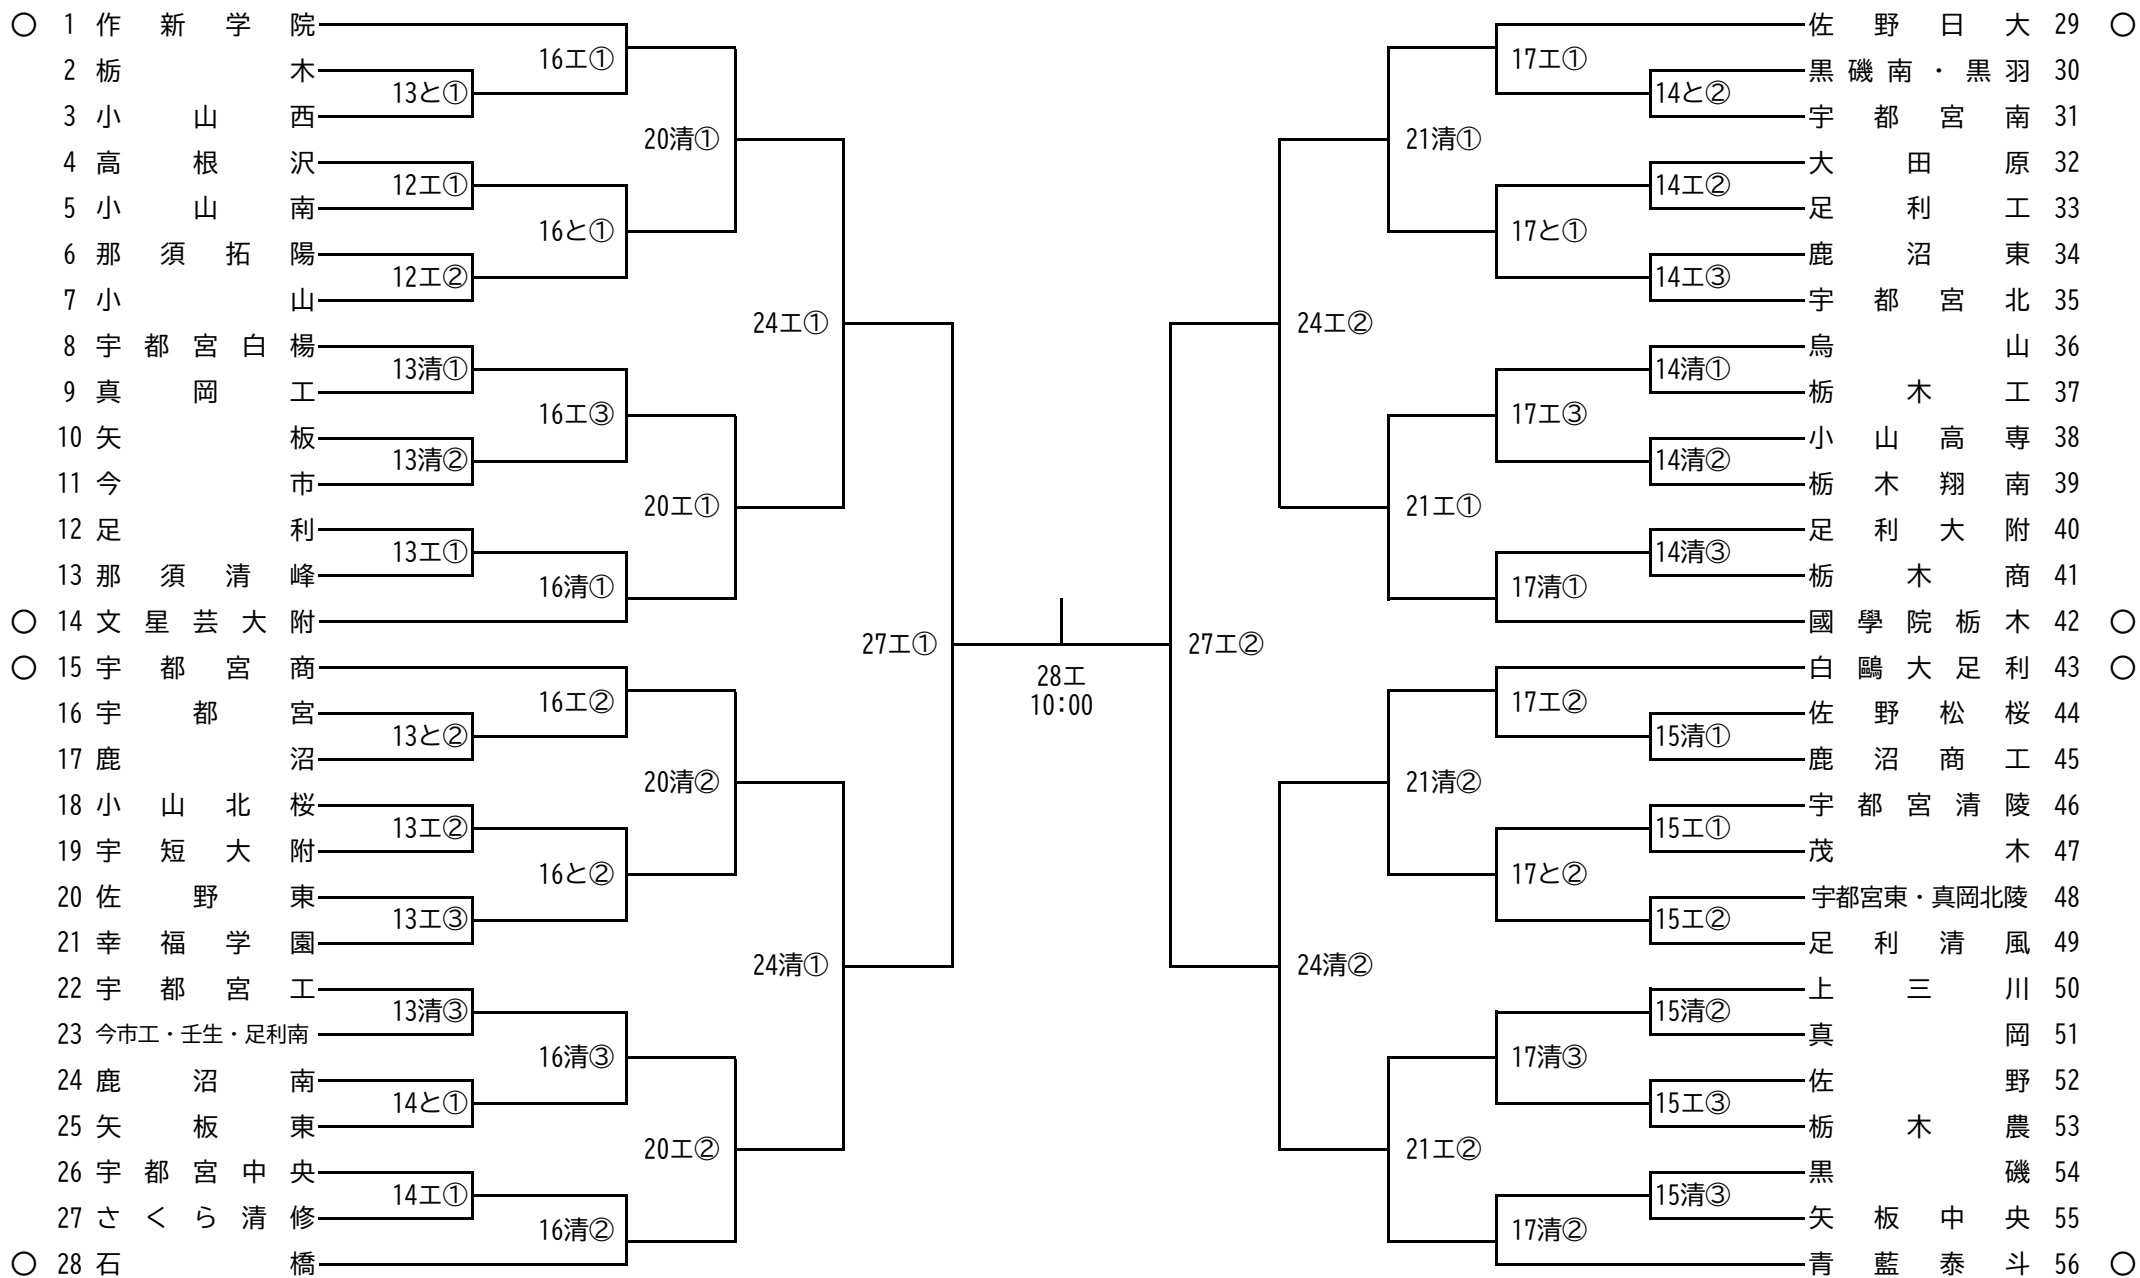 ○ 1 作新学院
2 栃木
3 小山西
4 高根沢
5 小山南
6 那須拓陽
7 小山
8 宇都宮白楊
9 真岡工
10 矢板
11 今市
12 足利
13 那須清峰
○ 14 文星芸大附
○ 15 宇都宮商
16 宇都宮
17 鹿沼
18 小山北桜
19 宇短大附
20 佐野東
21 幸福学園
22 宇都宮工
23 今市工・壬生・足利南
24 鹿沼南
25 矢板東
26 宇都宮中央
27 さくら清修
○ 28 石橋
13と①
12工①
12工②
13清①
13清②
13工①
13と②
13工②
13工③
13清③
14と①
14工①
16工①
16と①
16工③
16清①
16工②
16と②
16清③
16清②
20清①
20工①
20清②
20工②
24工①
24清①
27工①
28工
10:00
27工②
24工②
24清②
21清①
21工①
21清②
21工②
17工①
17と①
17工③
17清①
17工②
17と②
17清③
17清②
14と②
14工②
14工③
14清①
14清②
14清③
15清①
15工①
15工②
15清②
15工③
15清③
佐野日大 29 ○
黒磯南・黒羽 30
宇都宮南 31
大田原 32
足利工 33
鹿沼東 34
宇都宮北 35
烏山 36
栃木工 37
小山高専 38
栃木翔南 39
足利大附 40
栃木商 41
國學院栃木 42 ○
白鷗大足利 43 ○
佐野松桜 44
鹿沼商工 45
宇都宮清陵 46
茂木 47
宇都宮東・真岡北陵 48
足利清風 49
上三川 50
真岡 51
佐野 52
栃木農 53
黒磯 54
矢板中央 55
青藍泰斗 56 ○